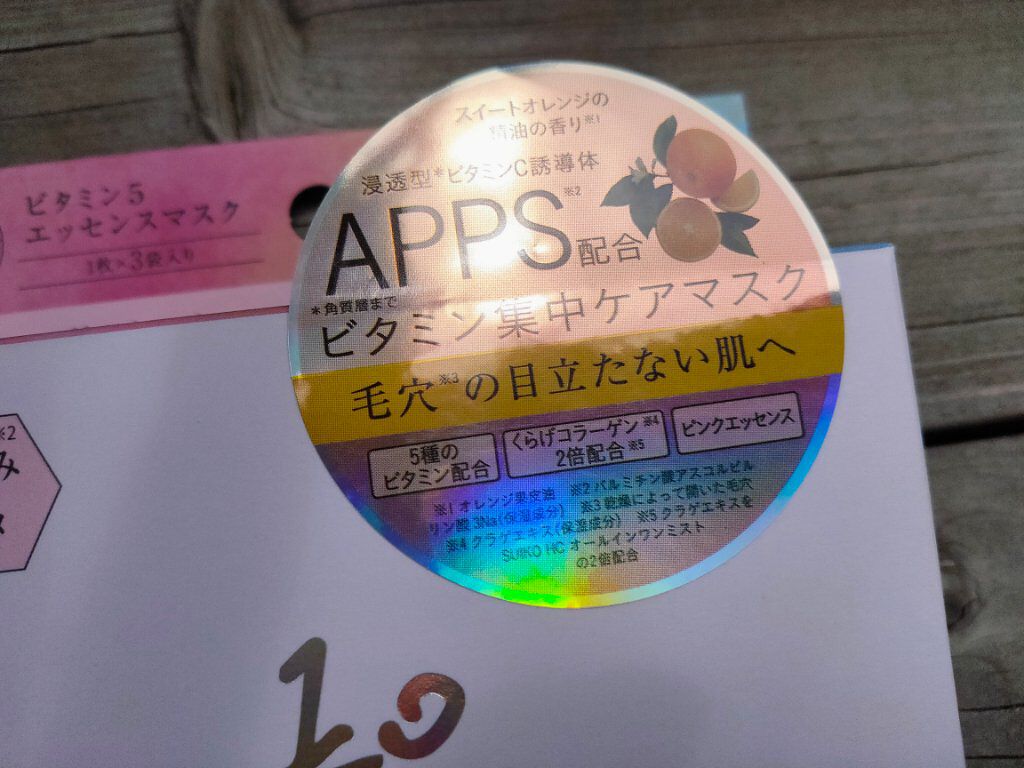 ビタミン5
エッセンスマスク
1枚×3袋入り
スイートオレンジの
精油の香り※1
浸透型*ビタミンC誘導体
APPS※2配合
*角質層まで
ビタミン集中ケアマスク
毛穴※3の目立たない肌へ
5種の
ビタミン配合
くらげコラーゲン※4
2倍配合※5
ピンクエッセンス
※1 オレンジ果皮油 ※2 パルミチン酸アスコルビル
リン酸3Na(保湿成分) ※3 乾燥によって開いた毛穴
※4 クラゲエキス(保湿成分) ※5 クラゲエキスを
SUIKO HC オールインワンミスト
の2倍配合
※2
み